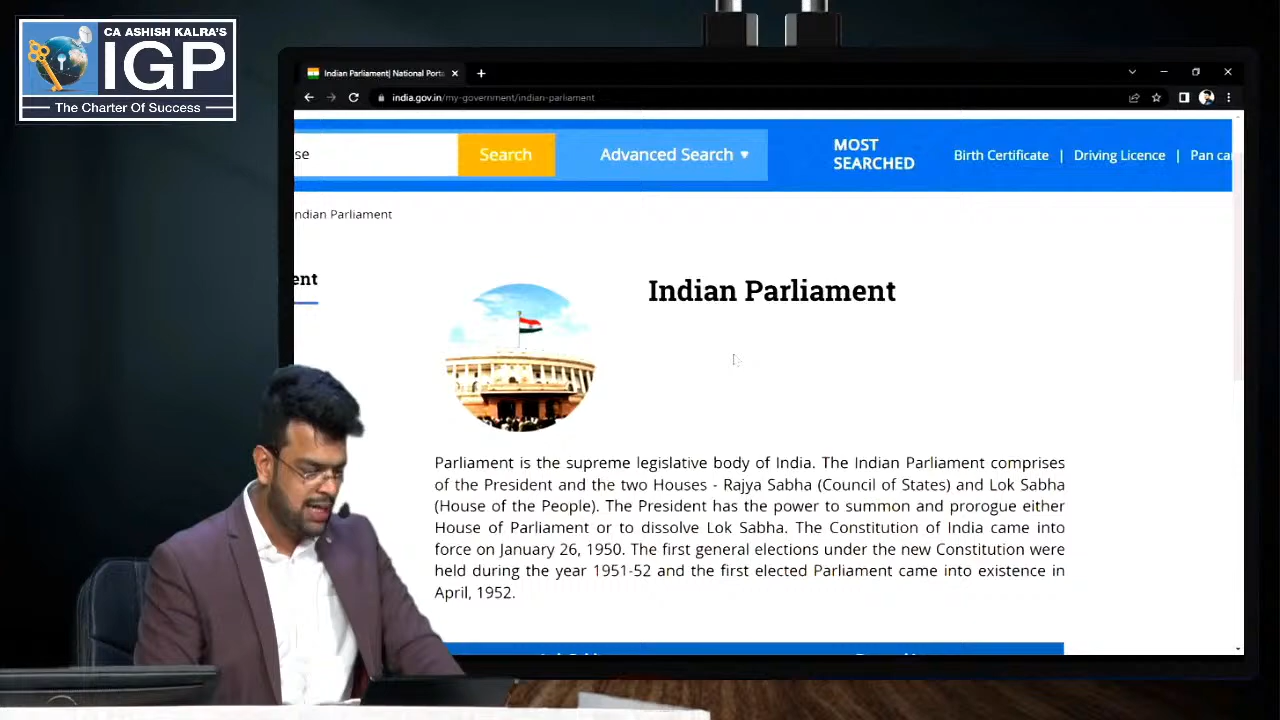 CA ASHISH KALRA'S
IGP
The Charter Of Success
Indian Parliament| National Porta
india.gov.in/my-government/indian-parliament
se
Search
Advanced Search
MOST SEARCHED
Birth Certificate | Driving Licence | Pan ca
ndian Parliament
ent
Indian Parliament
Parliament is the supreme legislative body of India. The Indian Parliament comprises
of the President and the two Houses - Rajya Sabha (Council of States) and Lok Sabha
(House of the People). The President has the power to summon and prorogue either
House of Parliament or to dissolve Lok Sabha. The Constitution of India came into
force on January 26, 1950. The first general elections under the new Constitution were
held during the year 1951-52 and the first elected Parliament came into existence in
April, 1952.